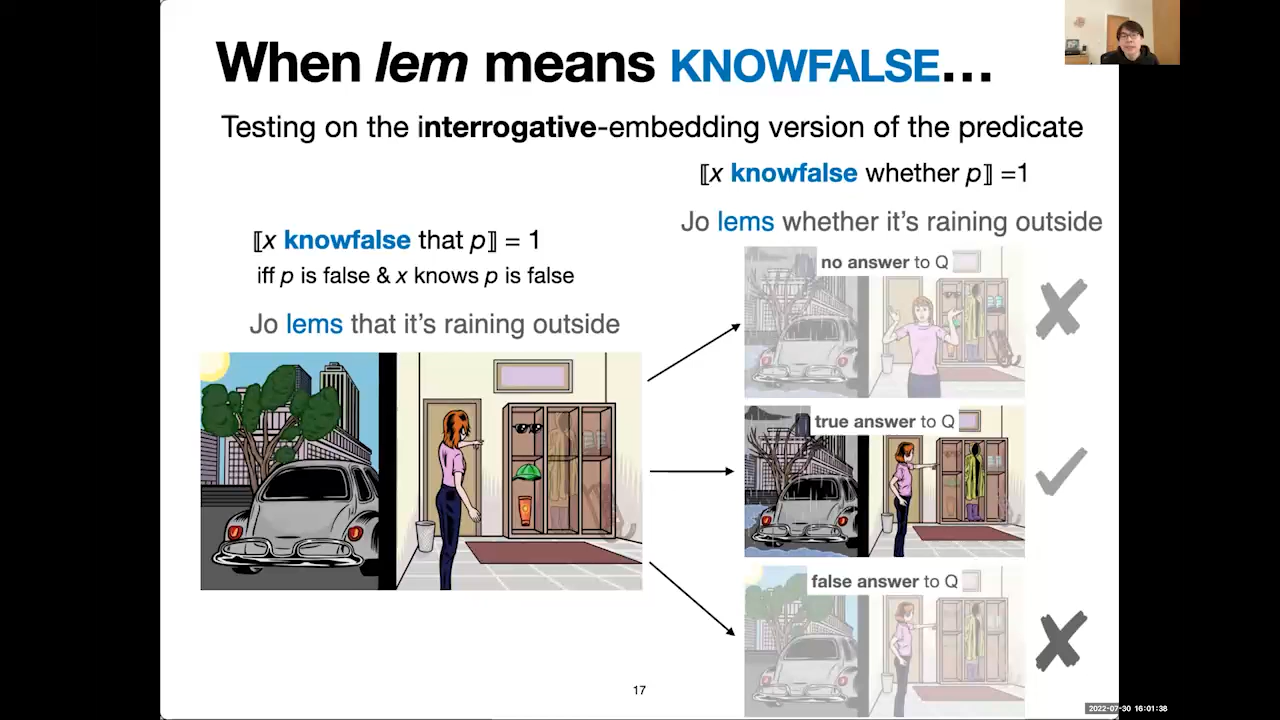 When lem means KNOWFALSE…
Testing on the interrogative-embedding version of the predicate
⟦x knowfalse whether p⟧ =1
Jo lems whether it's raining outside
⟦x knowfalse that p⟧ = 1
iff p is false & x knows p is false
Jo lems that it's raining outside
no answer to Q
true answer to Q
false answer to Q
17
2022-07-30 16:01:38